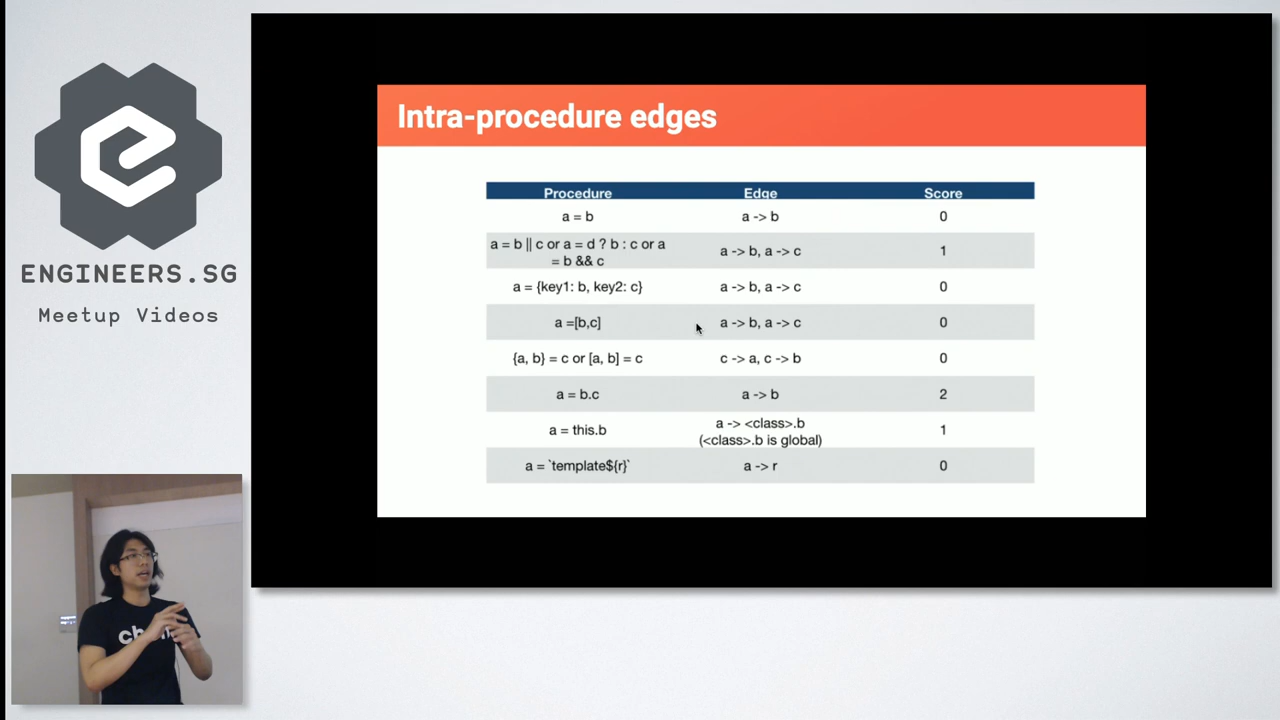 ENGINEERS.SG
Meetup Videos
Intra-procedure edges
Procedure Edge Score
a = b a -> b 0
a = b || c or a = d ? b : c or a
= b && c a -> b, a -> c 1
a = {key1: b, key2: c} a -> b, a -> c 0
a =[b,c] a -> b, a -> c 0
{a, b} = c or [a, b] = c c -> a, c -> b 0
a = b.c a -> b 2
a = this.b a -> <class>.b
(<class>.b is global) 1
a = `template${r}` a -> r 0